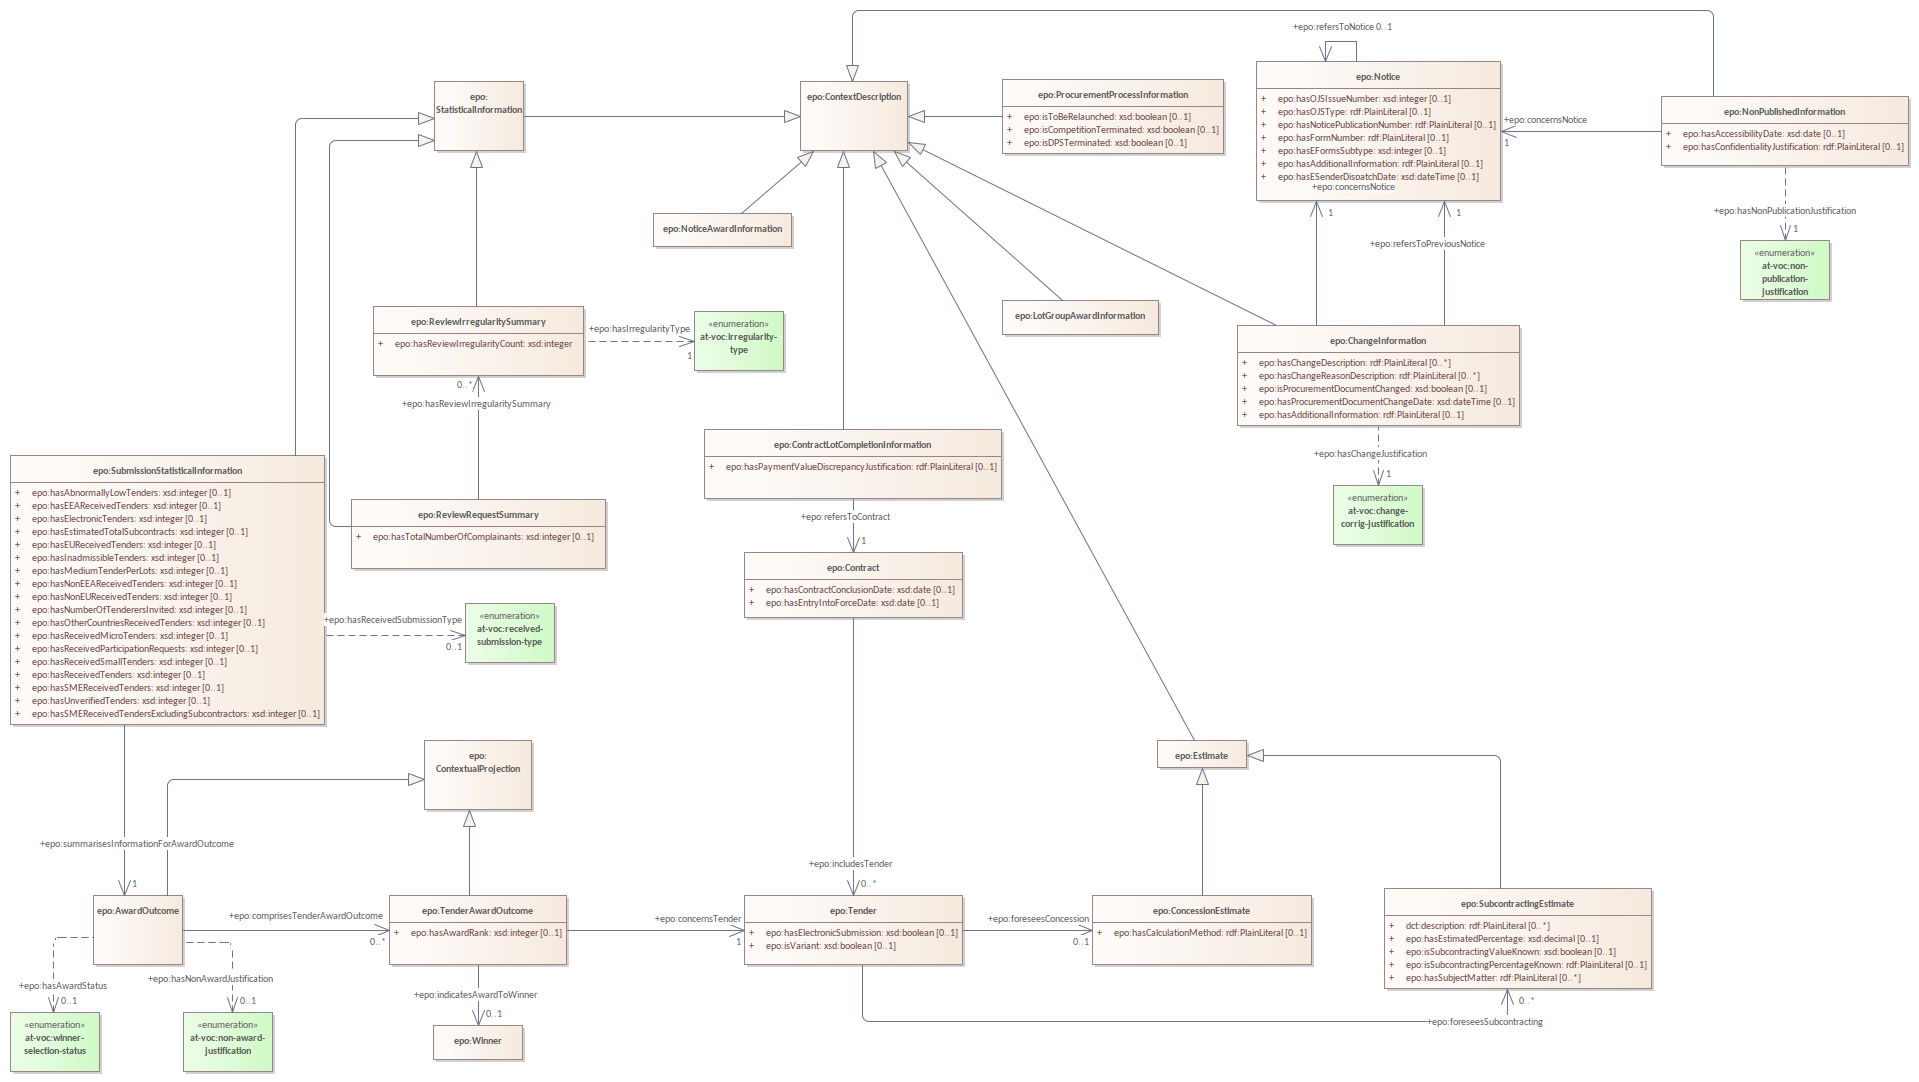 +epo:refersToNotice 0..1
epo:
StatisticalInformation
epo:ContextDescription
epo:ProcurementProcessInformation
+ epo:isToBeRelaunched: xsd:boolean [0..1]
+ epo:isCompetitionTerminated: xsd:boolean [0..1]
+ epo:isDPSTerminated: xsd:boolean [0..1]
epo:Notice
+ epo:hasOJSIssueNumber: xsd:integer [0..1]
+ epo:hasOJSType: rdf:PlainLiteral [0..1]
+ epo:hasNoticePublicationNumber: rdf:PlainLiteral [0..1]
+ epo:hasFormNumber: rdf:PlainLiteral [0..1]
+ epo:hasEFormsSubtype: xsd:integer [0..1]
+ epo:hasAdditionalInformation: rdf:PlainLiteral [0..1]
+ epo:hasESenderDispatchDate: xsd:dateTime [0..1]
+epo:concernsNotice
1
+epo:concernsNotice
1
epo:NonPublishedInformation
+ epo:hasAccessibilityDate: xsd:date [0..1]
+ epo:hasConfidentialityJustification: rdf:PlainLiteral [0..1]
+epo:hasNonPublicationJustification
1
«enumeration»
at-voc:non-
publication-
justification
1
+epo:refersToPreviousNotice
epo:NoticeAwardInformation
epo:LotGroupAwardInformation
epo:ReviewIrregularitySummary
+ epo:hasReviewIrregularityCount: xsd:integer
+epo:hasIrregularityType
1
«enumeration»
at-voc:irregularity-
type
0..*
+epo:hasReviewIrregularitySummary
epo:ChangeInformation
+ epo:hasChangeDescription: rdf:PlainLiteral [0..*]
+ epo:hasChangeReasonDescription: rdf:PlainLiteral [0..*]
+ epo:isProcurementDocumentChanged: xsd:boolean [0..1]
+ epo:hasProcurementDocumentChangeDate: xsd:dateTime [0..1]
+ epo:hasAdditionalInformation: rdf:PlainLiteral [0..1]
+epo:hasChangeJustification
1
«enumeration»
at-voc:change-
corrig-justification
epo:ContractLotCompletionInformation
+ epo:hasPaymentValueDiscrepancyJustification: rdf:PlainLiteral [0..1]
+epo:refersToContract
1
epo:SubmissionStatisticalInformation
+ epo:hasAbnormallyLowTenders: xsd:integer [0..1]
+ epo:hasEEAReceivedTenders: xsd:integer [0..1]
+ epo:hasElectronicTenders: xsd:integer [0..1]
+ epo:hasEstimatedTotalSubcontracts: xsd:integer [0..1]
+ epo:hasEUReceivedTenders: xsd:integer [0..1]
+ epo:hasInadmissibleTenders: xsd:integer [0..1]
+ epo:hasMediumTenderPerLots: xsd:integer [0..1]
+ epo:hasNonEEAReceivedTenders: xsd:integer [0..1]
+ epo:hasNonEUReceivedTenders: xsd:integer [0..1]
+ epo:hasNumberOfTenderersInvited: xsd:integer [0..1]
+ epo:hasOtherCountriesReceivedTenders: xsd:integer [0..1]
+ epo:hasReceivedMicroTenders: xsd:integer [0..1]
+ epo:hasReceivedParticipationRequests: xsd:integer [0..1]
+ epo:hasReceivedSmallTenders: xsd:integer [0..1]
+ epo:hasReceivedTenders: xsd:integer [0..1]
+ epo:hasSMEReceivedTenders: xsd:integer [0..1]
+ epo:hasUnverifiedTenders: xsd:integer [0..1]
+ epo:hasSMEReceivedTendersExcludingSubcontractors: xsd:integer [0..1]
epo:ReviewRequestSummary
+ epo:hasTotalNumberOfComplainants: xsd:integer [0..1]
+epo:hasReceivedSubmissionType
0..1
«enumeration»
at-voc:received-
submission-type
epo:Contract
+ epo:hasContractConclusionDate: xsd:date [0..1]
+ epo:hasEntryIntoForceDate: xsd:date [0..1]
epo:
ContextualProjection
epo:Estimate
+epo:summarisesInformationForAwardOutcome
1
+epo:includesTender
0..*
epo:AwardOutcome
+epo:comprisesTenderAwardOutcome
0..*
epo:TenderAwardOutcome
+ epo:hasAwardRank: xsd:integer [0..1]
+epo:concernsTender
1
epo:Tender
+ epo:hasElectronicSubmission: xsd:boolean [0..1]
+ epo:isVariant: xsd:boolean [0..1]
+epo:foreseesConcession
0..1
epo:ConcessionEstimate
+ epo:hasCalculationMethod: rdf:PlainLiteral [0..1]
epo:SubcontractingEstimate
+ dct:description: rdf:PlainLiteral [0..*]
+ epo:hasEstimatedPercentage: xsd:decimal [0..1]
+ epo:isSubcontractingValueKnown: xsd:boolean [0..1]
+ epo:isSubcontractingPercentageKnown: rdf:PlainLiteral [0..1]
+ epo:hasSubjectMatter: rdf:PlainLiteral [0..*]
0..*
+epo:foreseesSubcontracting
+epo:hasAwardStatus
0..1
+epo:hasNonAwardJustification
0..1
+epo:indicatesAwardToWinner
0..1
«enumeration»
at-voc:winner-
selection-status
«enumeration»
at-voc:non-award-
justification
epo:Winner